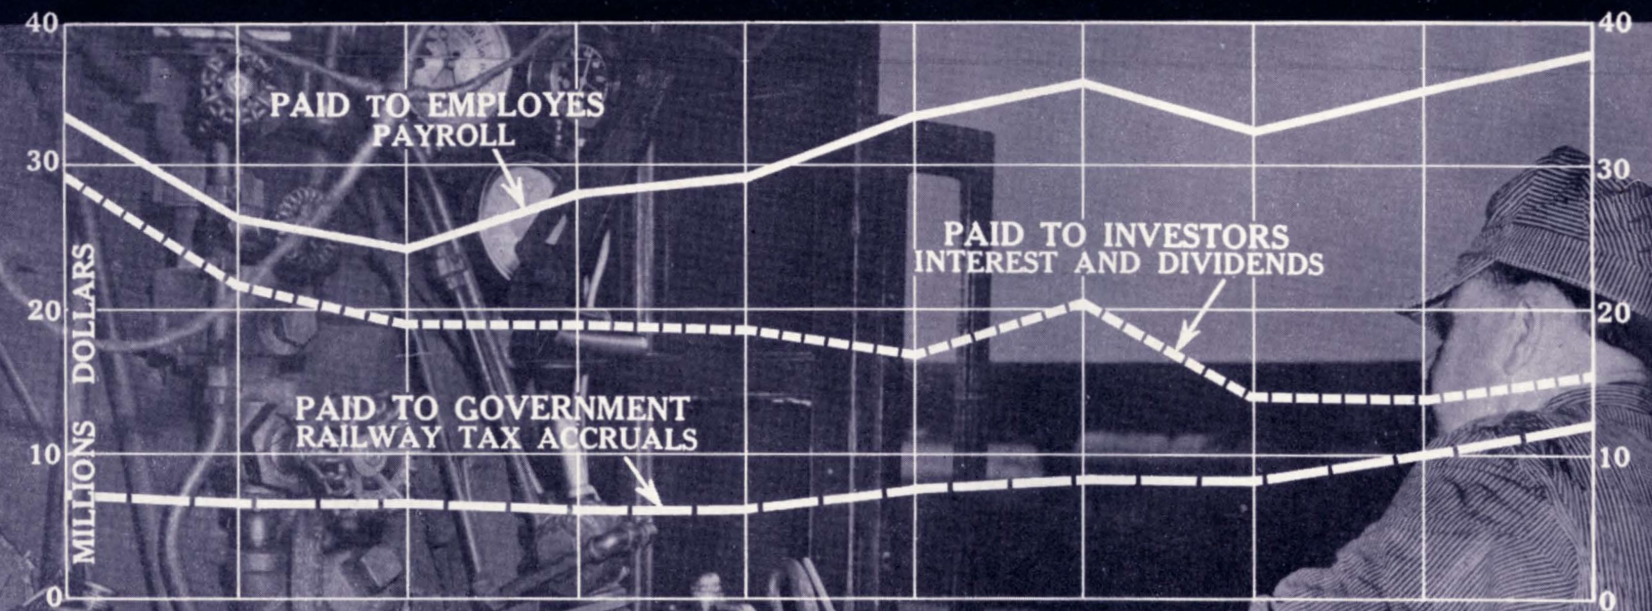 40
40
PAID TO EMPLOYES
PAYROLL
30
30
PAID TO INVESTORS
INTEREST AND DIVIDENDS
MILLIONS DOLLARS
20
20
PAID TO GOVERNMENT
RAILWAY TAX ACCRUALS
10
10
0
0